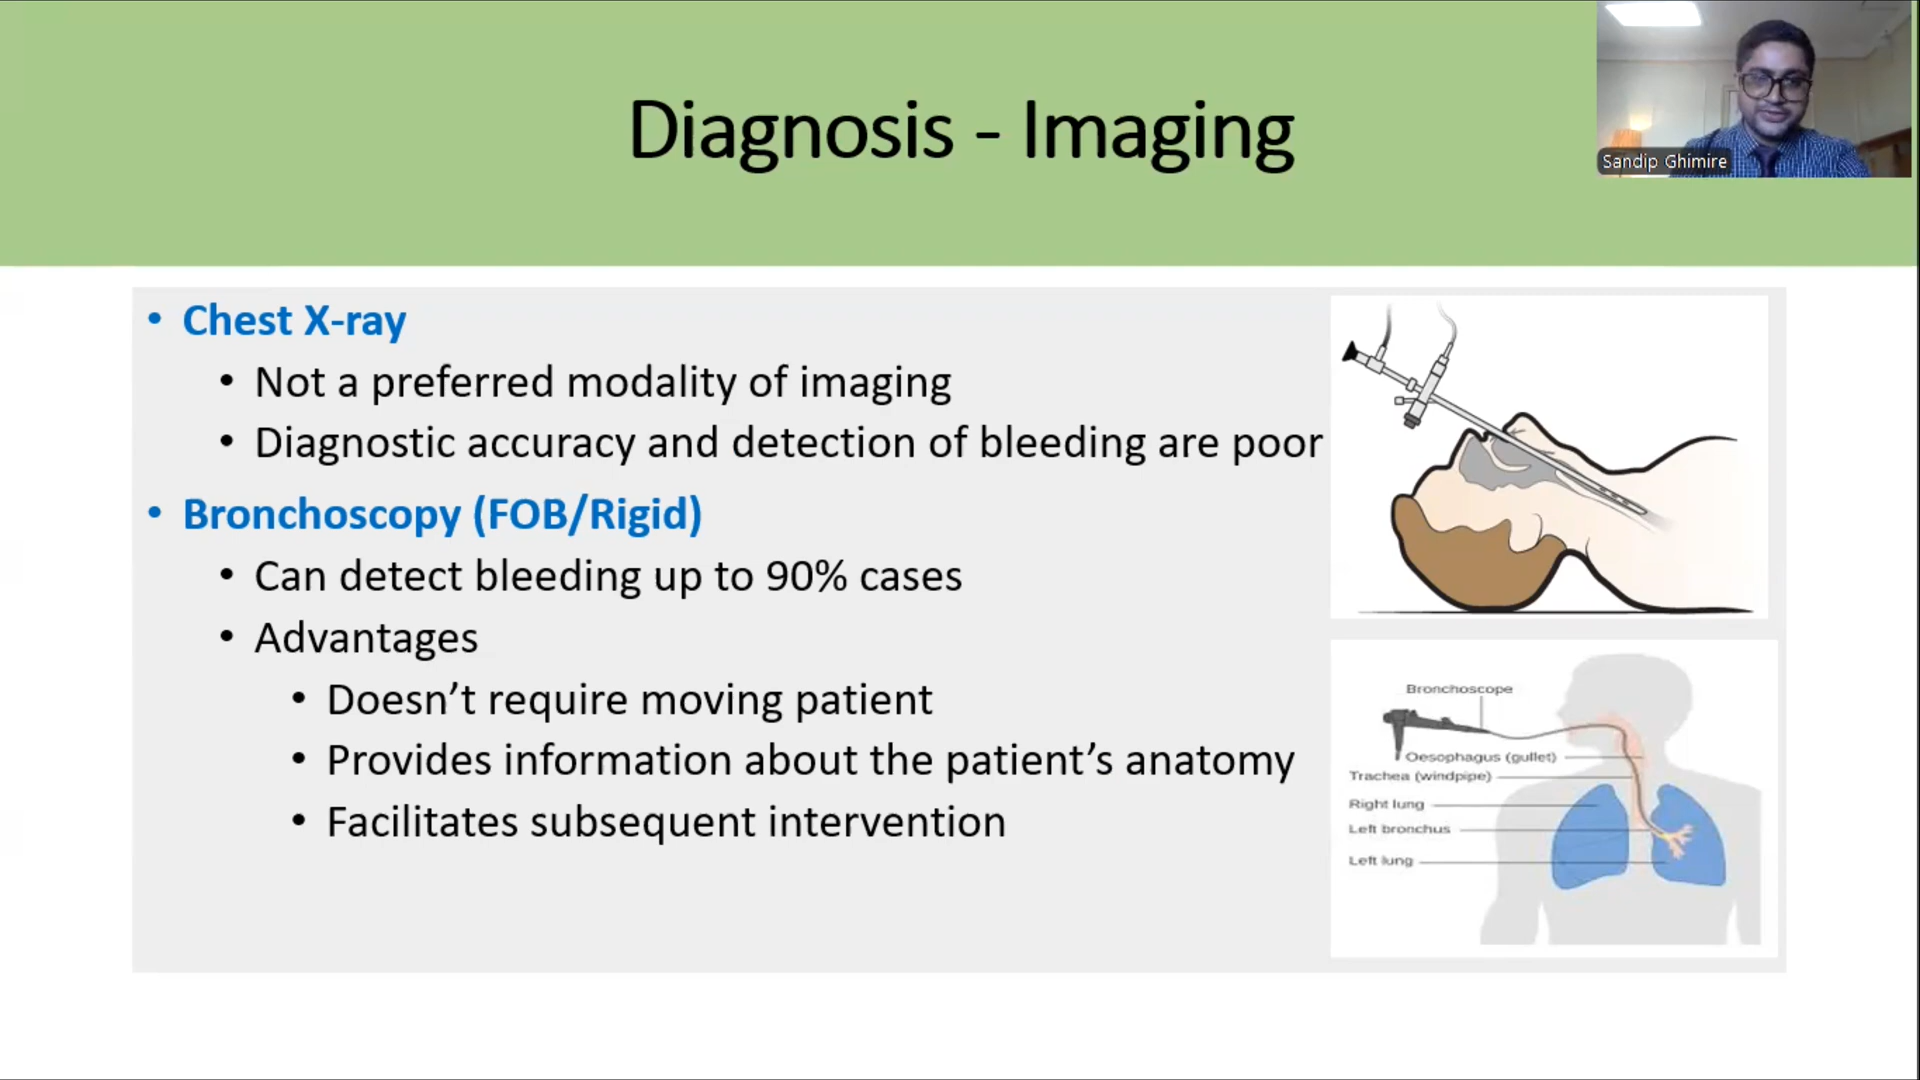 Diagnosis - Imaging
Sandip Ghimire
• Chest X-ray
• Not a preferred modality of imaging
• Diagnostic accuracy and detection of bleeding are poor
• Bronchoscopy (FOB/Rigid)
• Can detect bleeding up to 90% cases
• Advantages
• Doesn’t require moving patient
• Provides information about the patient’s anatomy
• Facilitates subsequent intervention
Bronchoscope
Oesophagus (gullet)
Trachea (windpipe)
Right lung
Left bronchus
Left lung